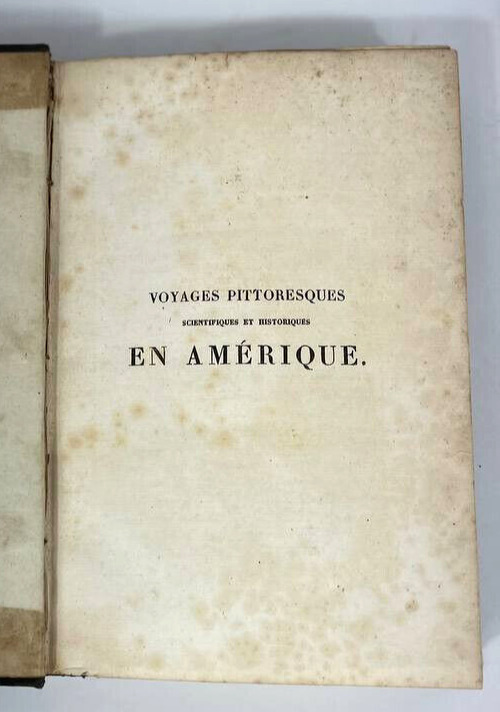 VOYAGES PITTORESQUES
SCIENTIFIQUES ET HISTORIQUES
EN AMÉRIQUE.